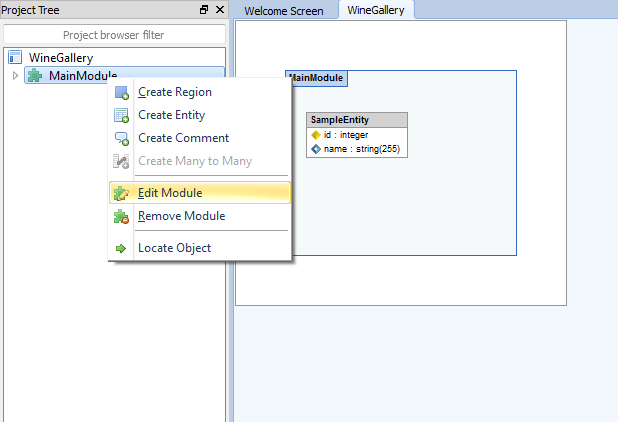 Project Tree
Project browser filter
WineGallery
MainModule
Create Region
Create Entity
Create Comment
Create Many to Many
Edit Module
Remove Module
Locate Object
Welcome Screen
WineGallery
MainModule
SampleEntity
id : integer
name : string(255)